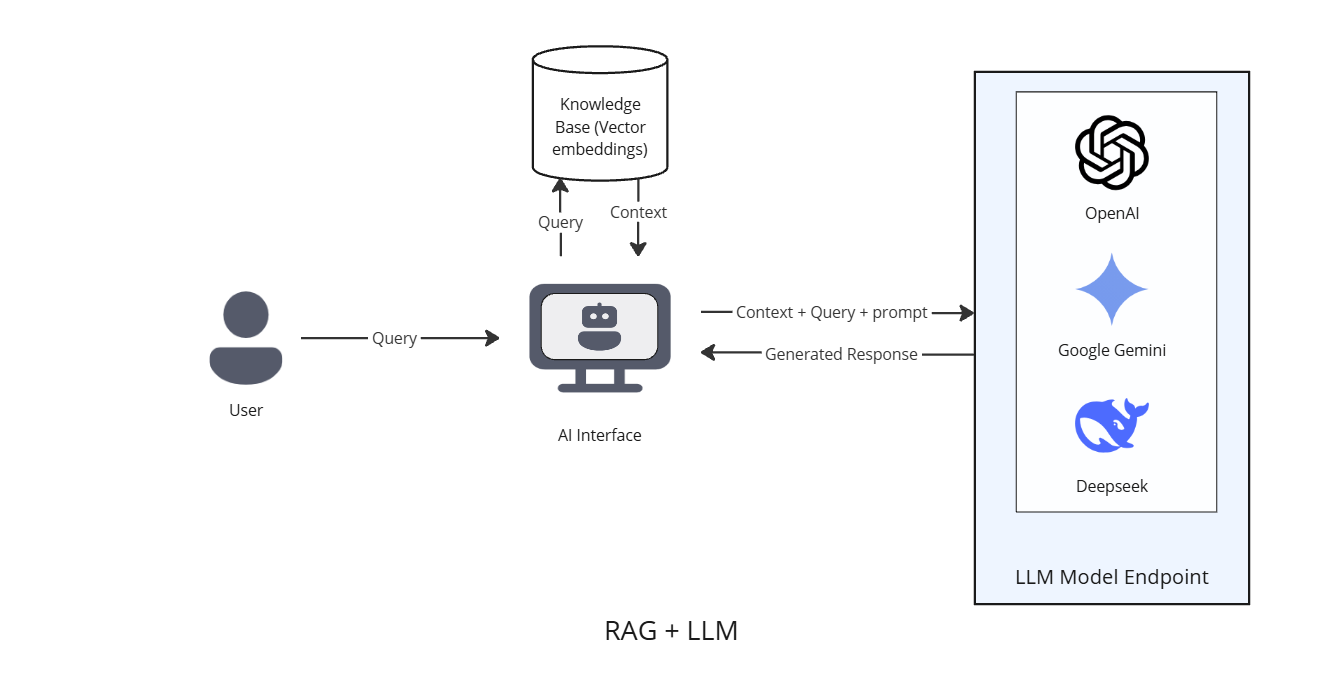 Knowledge
Base (Vector
embeddings)
Query
Context
Query
User
AI Interface
Context + Query + prompt
Generated Response
OpenAI
Google Gemini
Deepseek
LLM Model Endpoint
RAG + LLM